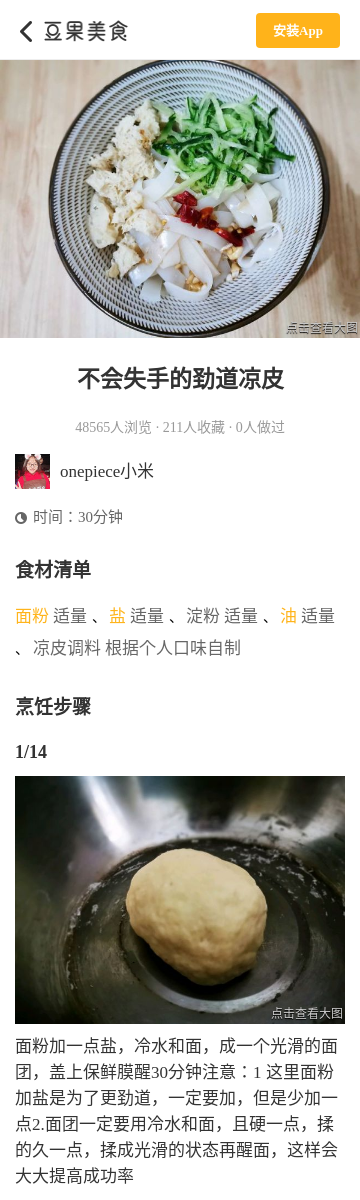 豆果美食
安装App
点击查看大图
不会失手的劲道凉皮
48565人浏览 · 211人收藏 · 0人做过
onepiece小米
时间：30分钟
食材清单
面粉 适量 、盐 适量 、淀粉 适量 、油 适量
、凉皮调料 根据个人口味自制
烹饪步骤
1/14
点击查看大图
面粉加一点盐，冷水和面，成一个光滑的面
团，盖上保鲜膜醒30分钟注意：1 这里面粉
加盐是为了更劲道，一定要加，但是少加一
点2.面团一定要用冷水和面，且硬一点，揉
的久一点，揉成光滑的状态再醒面，这样会
大大提高成功率